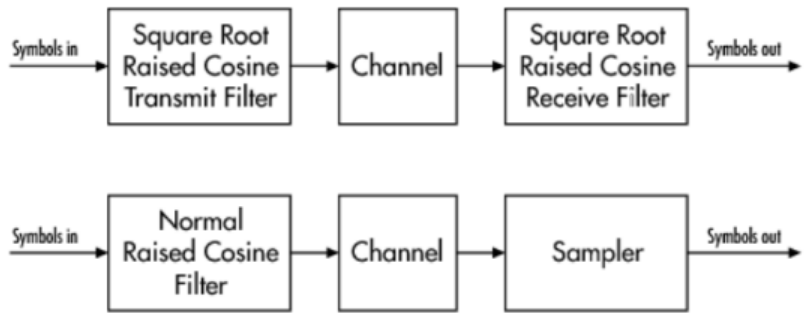 Symbols in
Square Root
Raised Cosine
Transmit Filter
Channel
Square Root
Raised Cosine
Receive Filter
Symbols out
Symbols in
Normal
Raised Cosine
Filter
Channel
Sampler
Symbols out